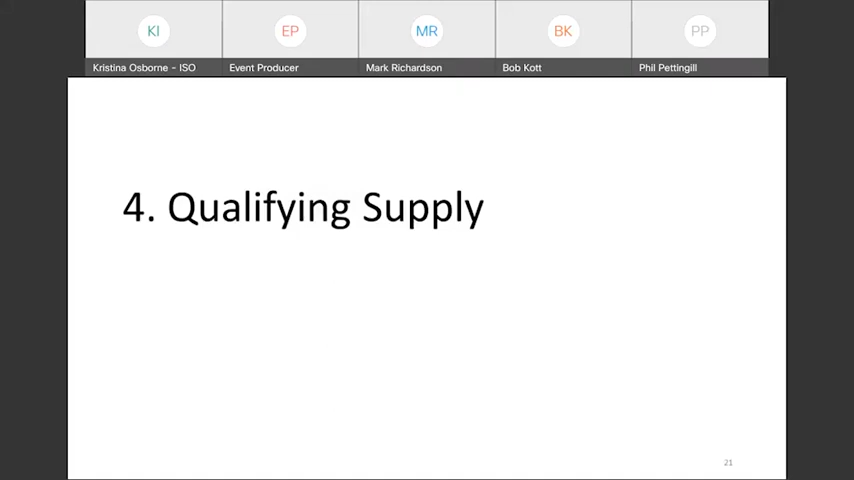 KI
EP
MR
BK
PP
Kristina Osborne - ISO
Event Producer
Mark Richardson
Bob Kott
Phil Pettingill
4. Qualifying Supply
21